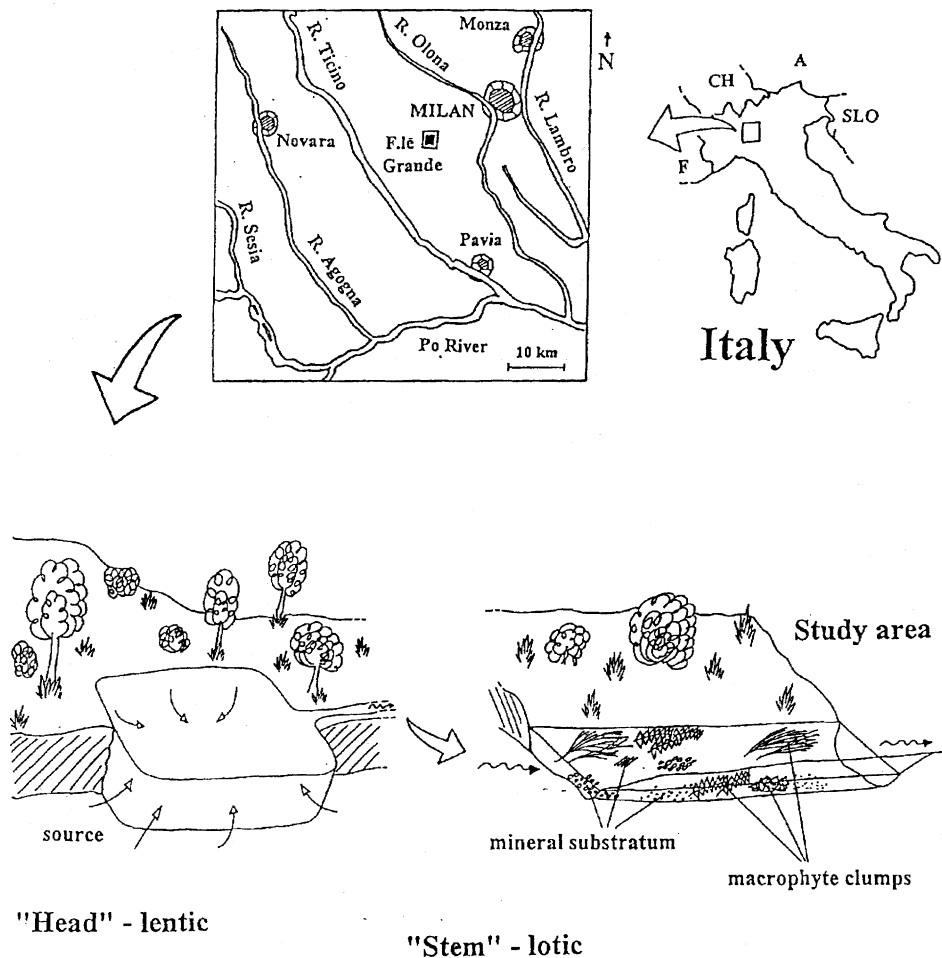 Monza
N
R. Ticino
R. Olona
MILAN
R. Lambro
Novara
F.lē
Grande
R. Sesia
R. Agogna
Pavia
Po River
10 km
A
CH
SLO
F
Italy
Study area
source
mineral substratum
macrophyte clumps
"Head" - lentic
"Stem" - lotic